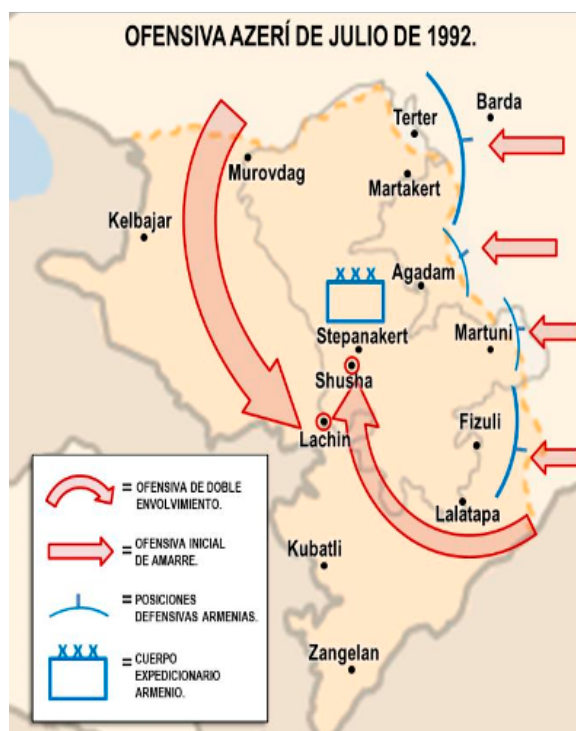 OFENSIVA AZERÍ DE JULIO DE 1992.
Terter
Barda
Murovdag
Martakert
Kelbajar
Agadam
X X X
Stepanakert
Martuni
Shusha
Lachin
Fizuli
Lalatapa
Kubatli
Zangelan
= OFENSIVA DE DOBLE
ENVOLVIMIENTO.
= OFENSIVA INICIAL
DE AMARRE.
= POSICIONES
DEFENSIVAS ARMENIAS.
X X X
= CUERPO
EXPEDICIONARIO
ARMENIO.